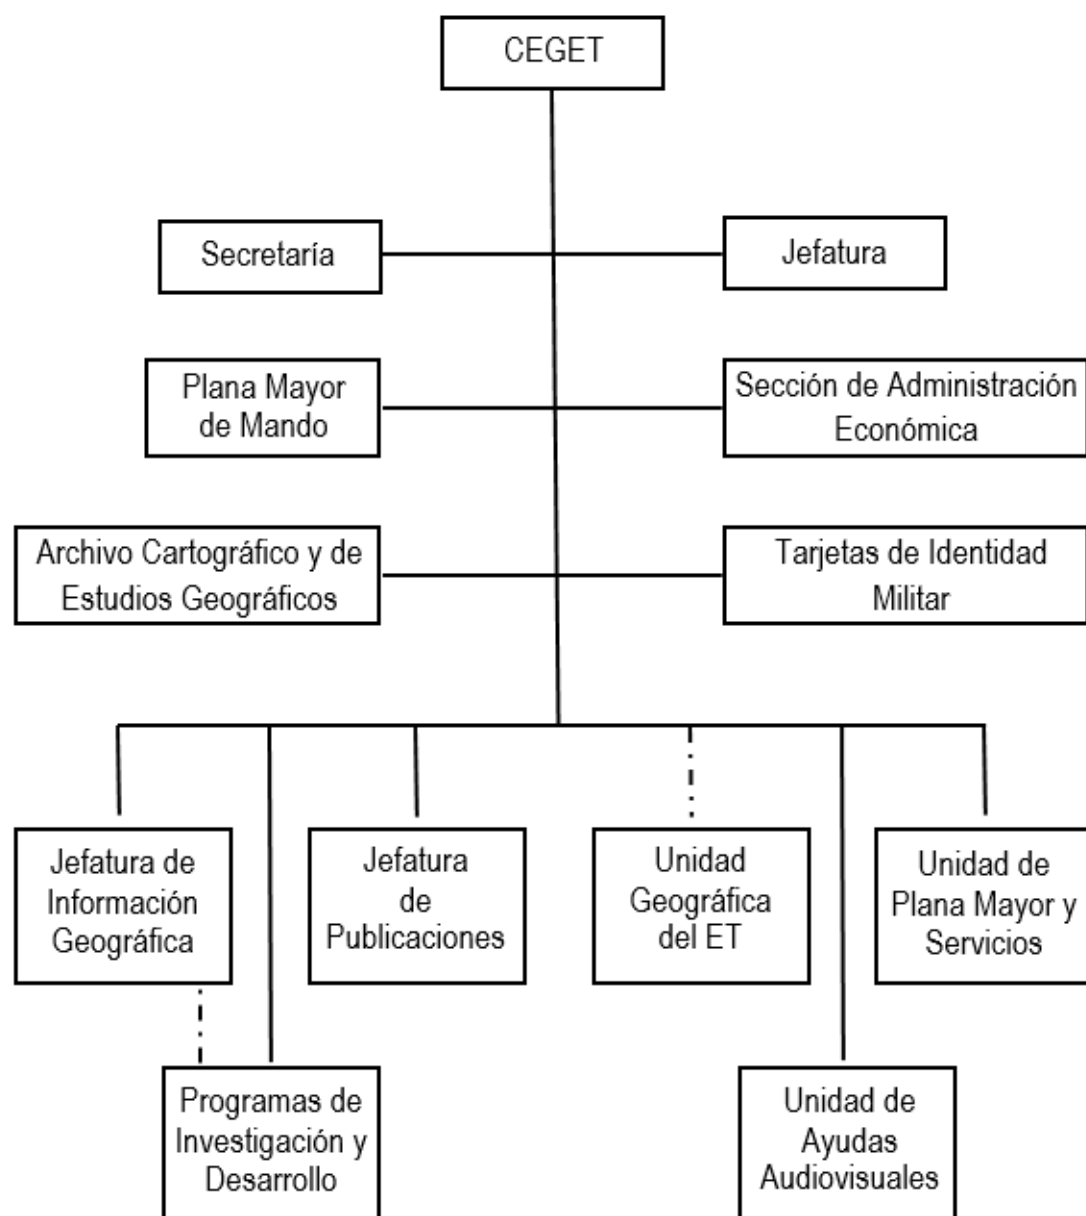 CEGET
Secretaría
Jefatura
Plana Mayor
de Mando
Sección de Administración
Económica
Archivo Cartográfico y de
Estudios Geográficos
Tarjetas de Identidad
Militar
Jefatura de
Información
Geográfica
Jefatura
de
Publicaciones
Unidad
Geográfica
del ET
Unidad de
Plana Mayor y
Servicios
Programas de
Investigación y
Desarrollo
Unidad de
Ayudas
Audiovisuales